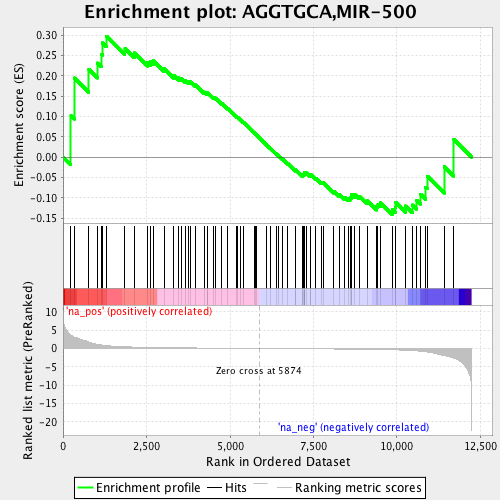 Enrichment plot: AGGTGCA,MIR-500
Enrichment score (ES)
0.30
0.25
0.20
0.15
0.10
0.05
0.00
-0.05
-0.10
-0.15
'na_pos' (positively correlated)
Ranked list metric (PreRanked)
10
5
0
-5
-10
-15
-20
Zero cross at 5874
'na_neg' (negatively correlated)
0
2,500
5,000
7,500
10,000
12,500
Rank in Ordered Dataset
Enrichment profile
Hits
Ranking metric scores